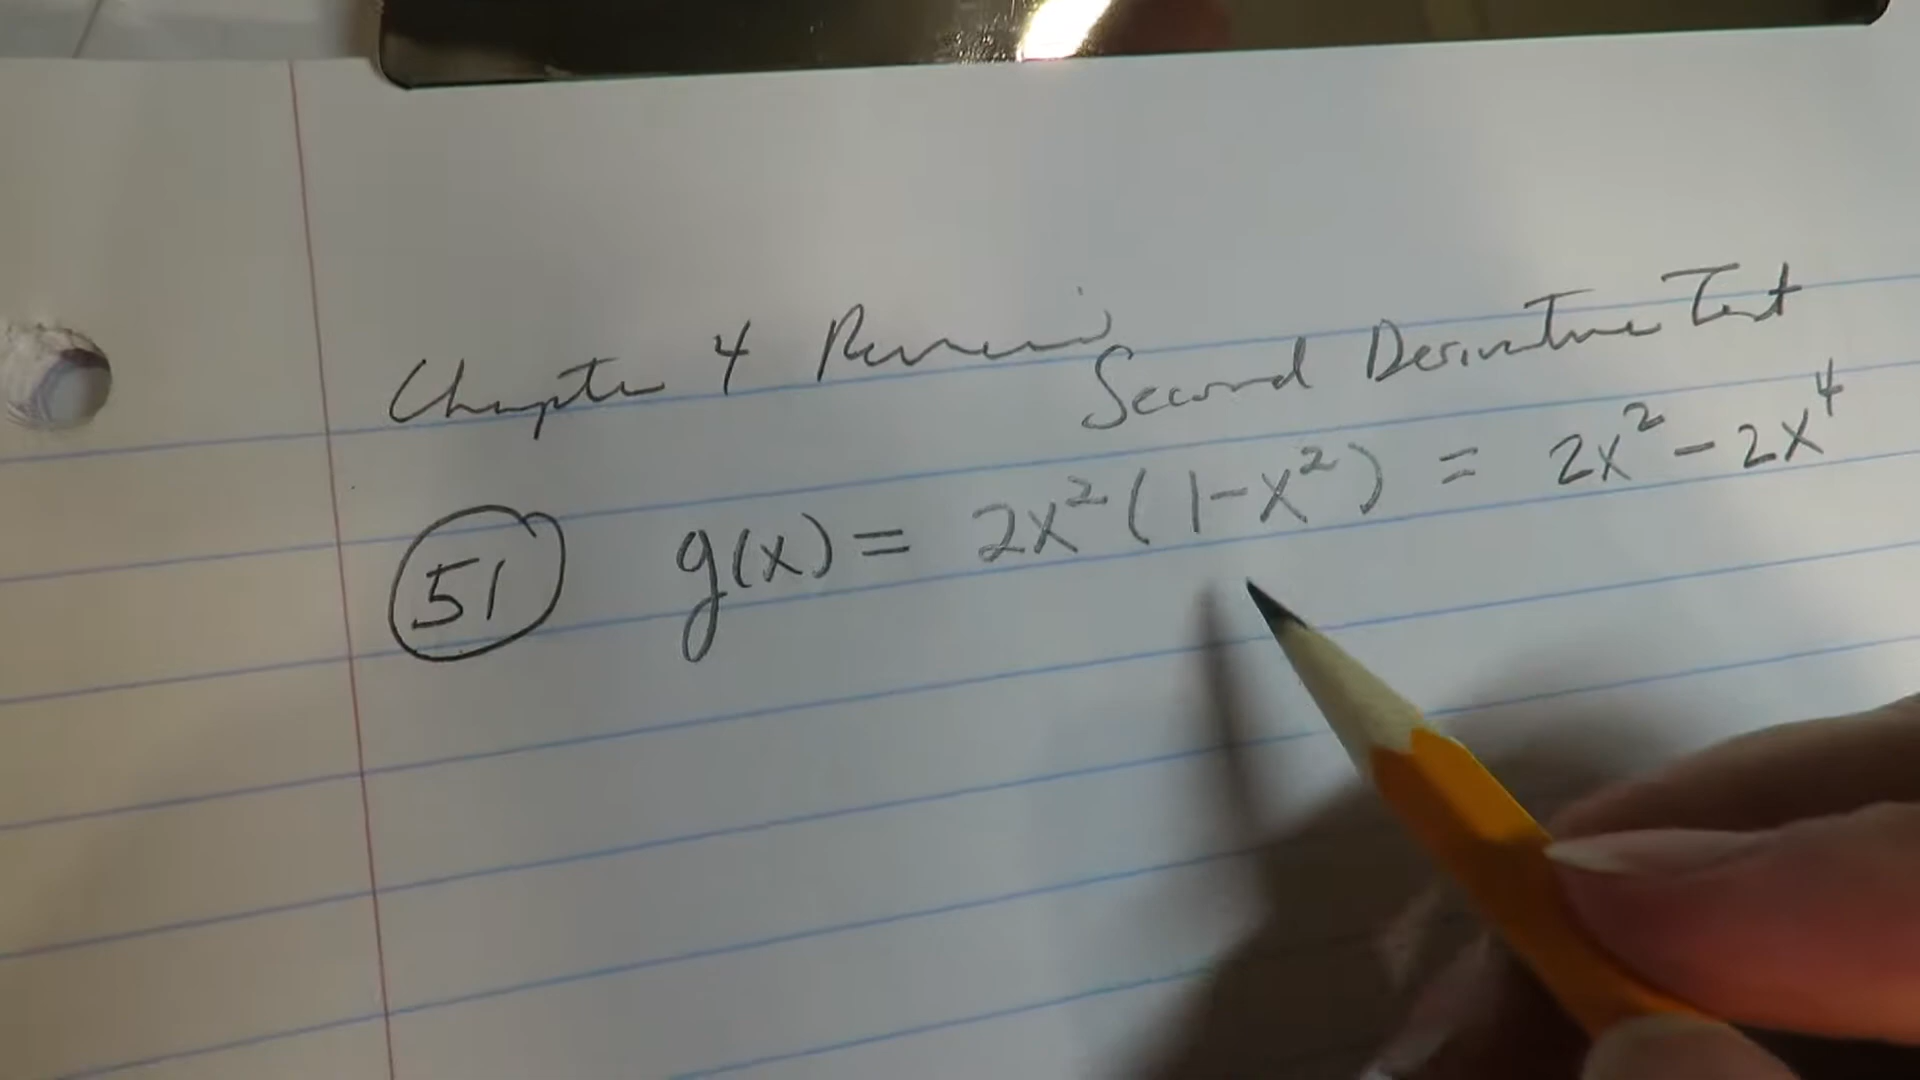 Chapter 4 Review
Second Derivative Test
51 g(x) = 2x²(1-x²) = 2x² - 2x⁴